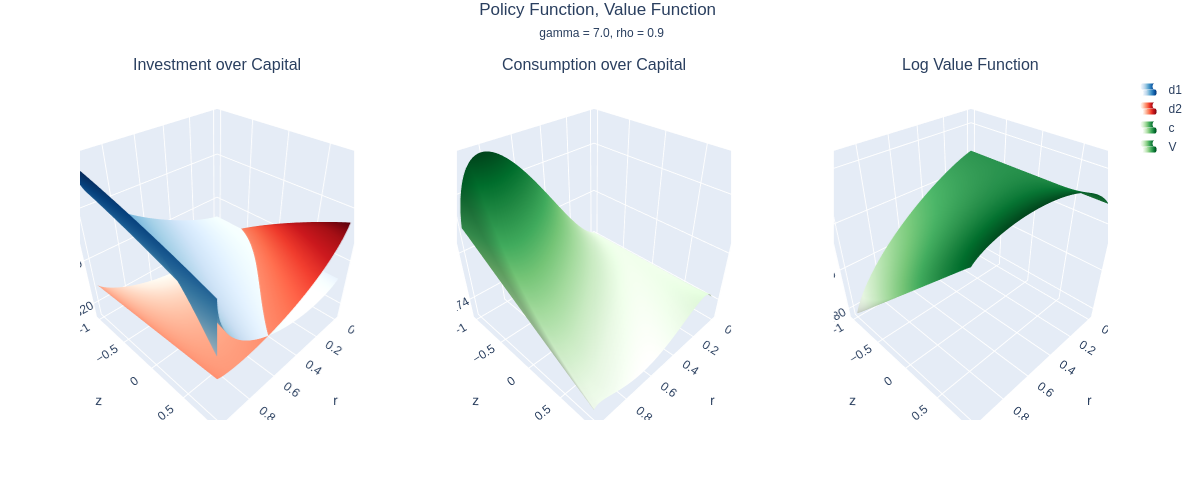 Policy Function, Value Function
gamma = 7.0, rho = 0.9
Investment over Capital
Consumption over Capital
Log Value Function
d1
d2
c
V
20
−1
−0.5
0
0.5
z
0
0.2
0.4
0.6
0.8
r
.74
−1
−0.5
0
0.5
z
0
0.2
0.4
0.6
0.8
r
80
−1
−0.5
0
0.5
z
0
0.2
0.4
0.6
0.8
r